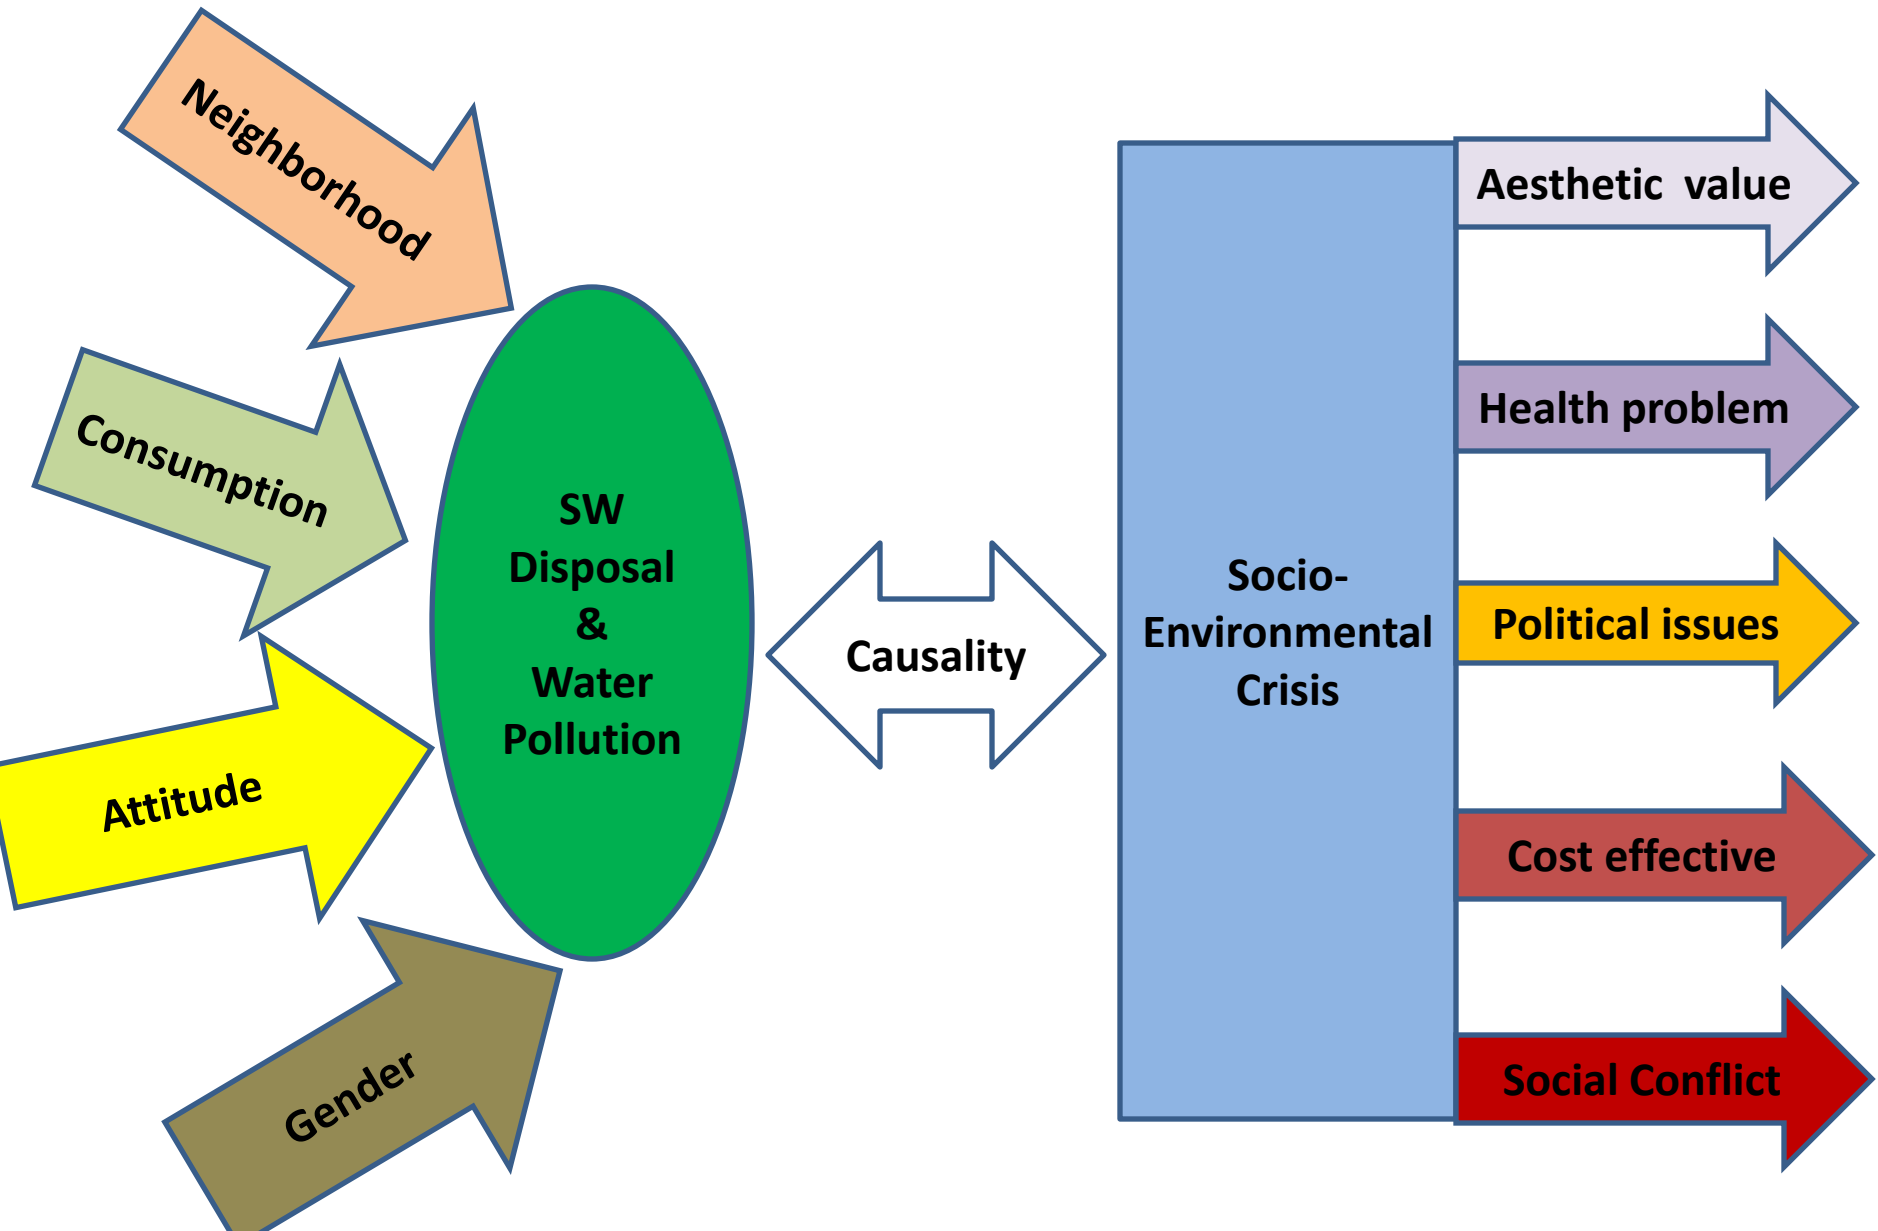 Neighborhood
Consumption
Attitude
Gender
SW
Disposal
&
Water
Pollution
Causality
Socio-
Environmental
Crisis
Aesthetic  value
Health problem
Political issues
Cost effective
Social Conflict